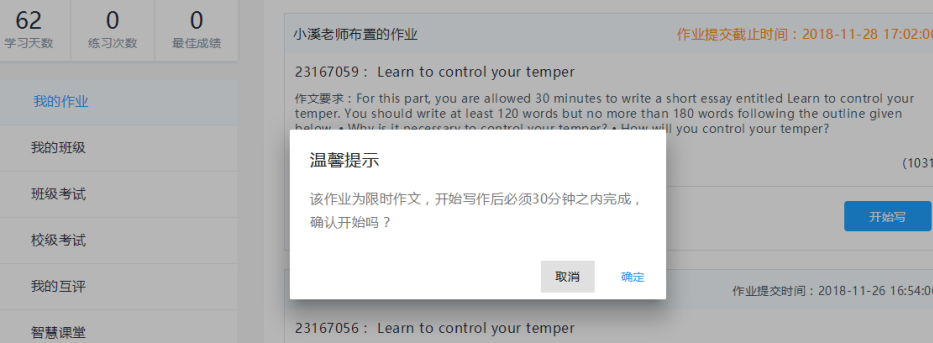 62
0
0
学习天数
练习次数
最佳成绩
我的作业
我的班级
班级考试
校级考试
我的互评
智慧课堂
小溪老师布置的作业
作业提交截止时间：2018-11-28 17:02:0
23167059： Learn to control your temper
作文要求：For this part, you are allowed 30 minutes to write a short essay entitled Learn to control your
temper. You should write at least 120 words but no more than 180 words following the outline given
below. • Why is it necessary to control your temper? • How will you control your temper?
(1031
开始写
温馨提示
该作业为限时作文，开始写作后必须30分钟之内完成，
确认开始吗？
取消
确定
作业提交时间：2018-11-26 16:54:0
23167056： Learn to control your temper